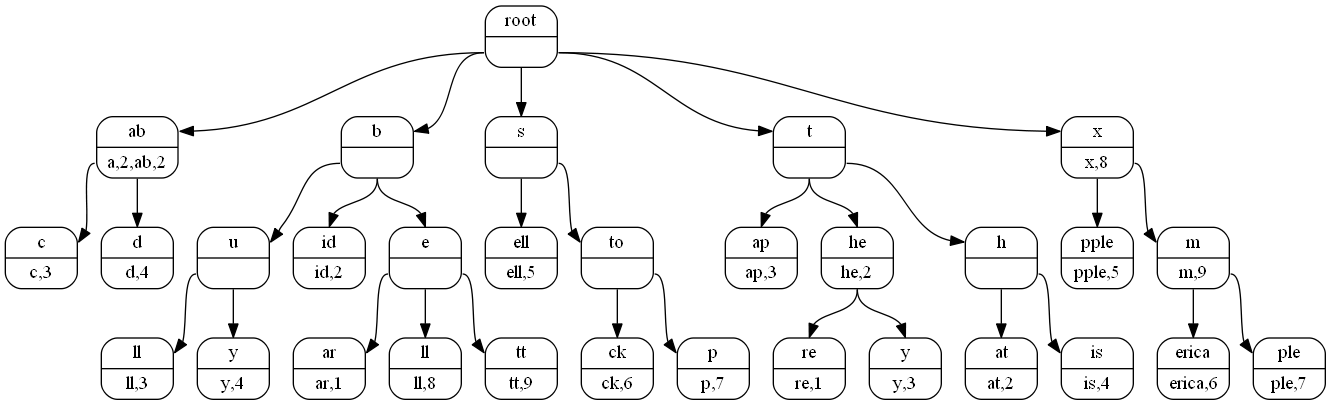 root
ab
a,2,ab,2
b
s
t
x
x,8
c
c,3
d
d,4
u
id
id,2
e
ell
ell,5
to
ap
ap,3
he
he,2
h
pple
pple,5
m
m,9
ll
ll,3
y
y,4
ar
ar,1
ll
ll,8
tt
tt,9
ck
ck,6
p
p,7
re
re,1
y
y,3
at
at,2
is
is,4
erica
erica,6
ple
ple,7